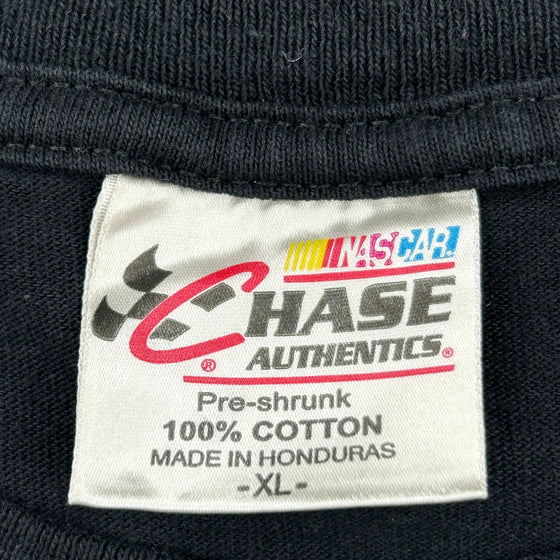 NASCAR.
CHASE
AUTHENTICS®
®
Pre-shrunk
100% COTTON
MADE IN HONDURAS
-XL-